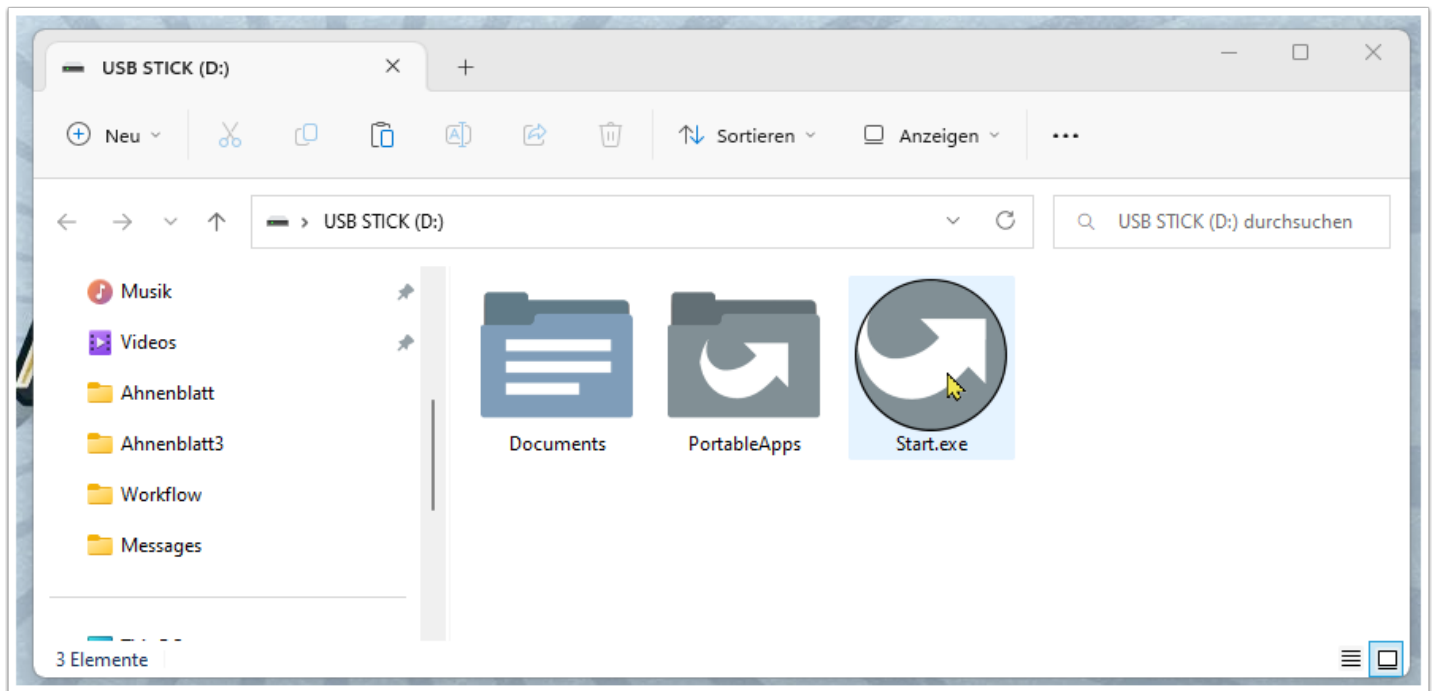 USB STICK (D:)
Neu
Sortieren
Anzeigen
USB STICK (D:)
USB STICK (D:) durchsuchen
Musik
Videos
Ahnenblatt
Ahnenblatt3
Workflow
Messages
Documents
PortableApps
Start.exe
3 Elemente